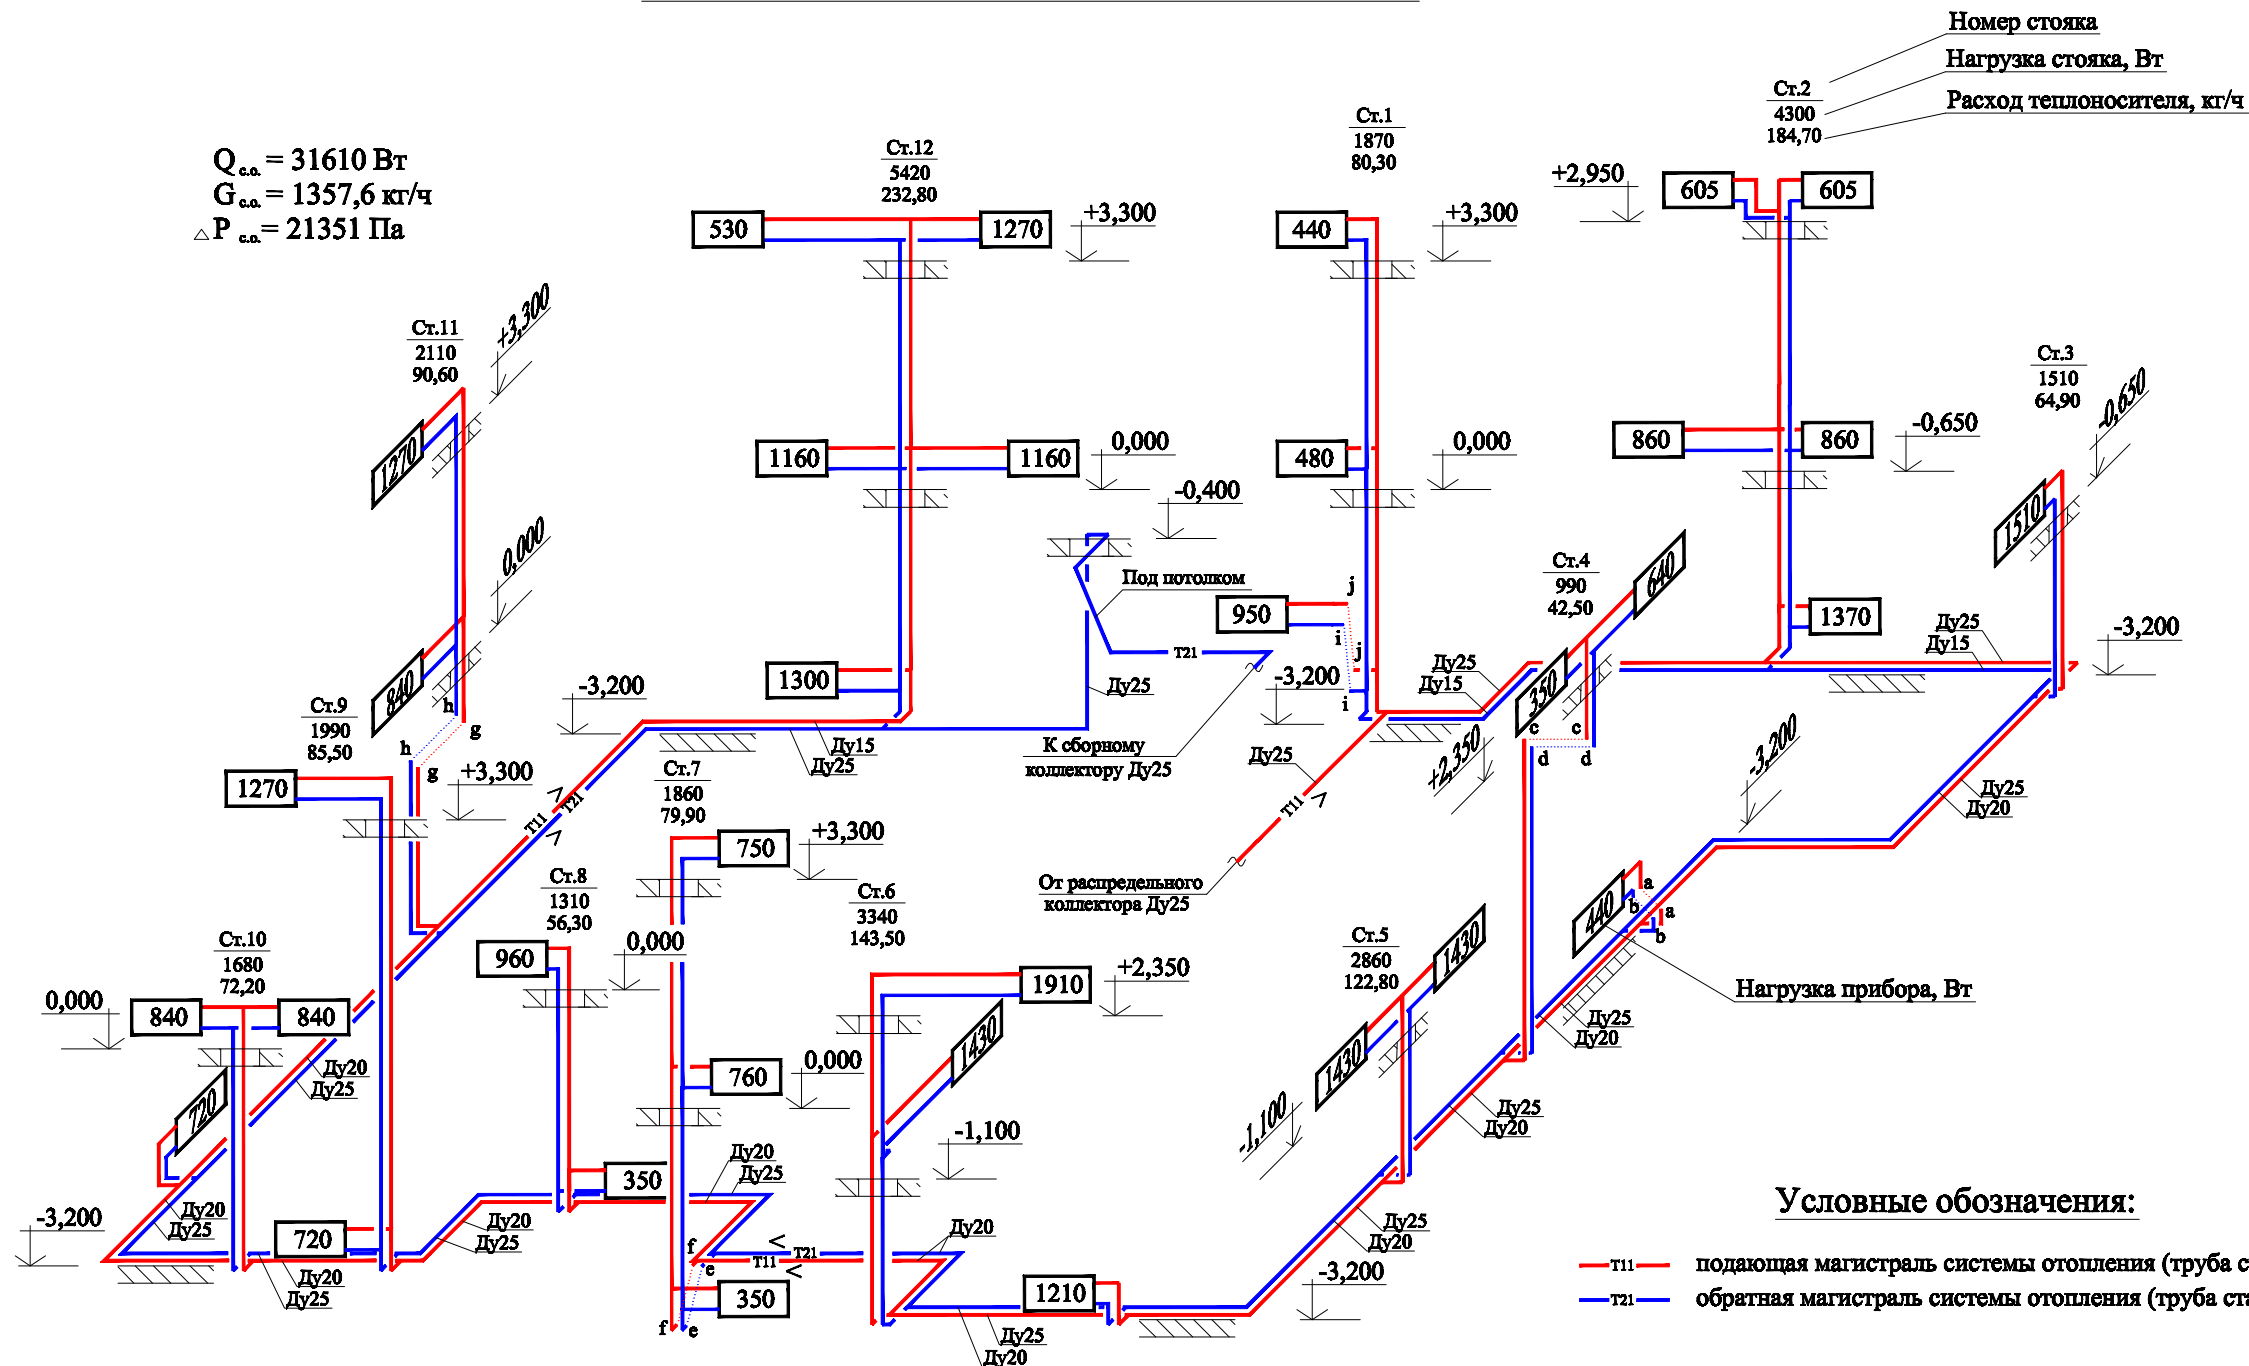 Номер стояка
Нагрузка стояка, Вт
Расход теплоносителя, кг/ч
Ст.2
4300
184,70
Q с.о. = 31610 Вт
G с.о. = 1357,6 кг/ч
△ P с.о. = 21351 Па
Ст.12
5420
232,80
530
1270
+3,300
1160
1160
0,000
1300
-3,200
-0,400
Под потолком
Т21
Ду25
К сборному
коллектору Ду25
Ду15
Ду25
Ст.1
1870
80,30
440
+3,300
480
0,000
950
j
i
j
i
-3,200
Ду25
Ду15
Ду25
Т11
От распредельного
коллектора Ду25
+2,950
605
605
860
860
-0,650
1370
Ду25
Ду15
Ст.3
1510
64,90
-0,650
1510
-3,200
Ст.4
990
42,50
640
350
c
c
d
d
+2,350
-3,200
Ду25
Ду20
440
a
b
a
b
Нагрузка прибора, Вт
Ду25
Ду20
Ст.11
2110
90,60
+3,300
1270
0,000
840
h
g
h
g
Ст.9
1990
85,50
1270
+3,300
Т11
Т21
Ст.7
1860
79,90
750
+3,300
0,000
760
0,000
350
f
e
f
e
Ст.8
1310
56,30
960
350
Ст.6
3340
143,50
1910
+2,350
1430
-1,100
Ст.5
2860
122,80
1430
1430
-1,100
Ду25
Ду20
Ду25
Ду20
Ст.10
1680
72,20
0,000
840
840
Ду20
Ду25
720
Ду20
Ду25
-3,200
720
Ду20
Ду25
Ду20
Ду25
Ду20
Ду25
Т21
Т11
Ду20
1210
-3,200
Ду25
Ду20
Условные обозначения:
Т11 подающая магистраль системы отопления (труба с
Т21 обратная магистраль системы отопления (труба ста